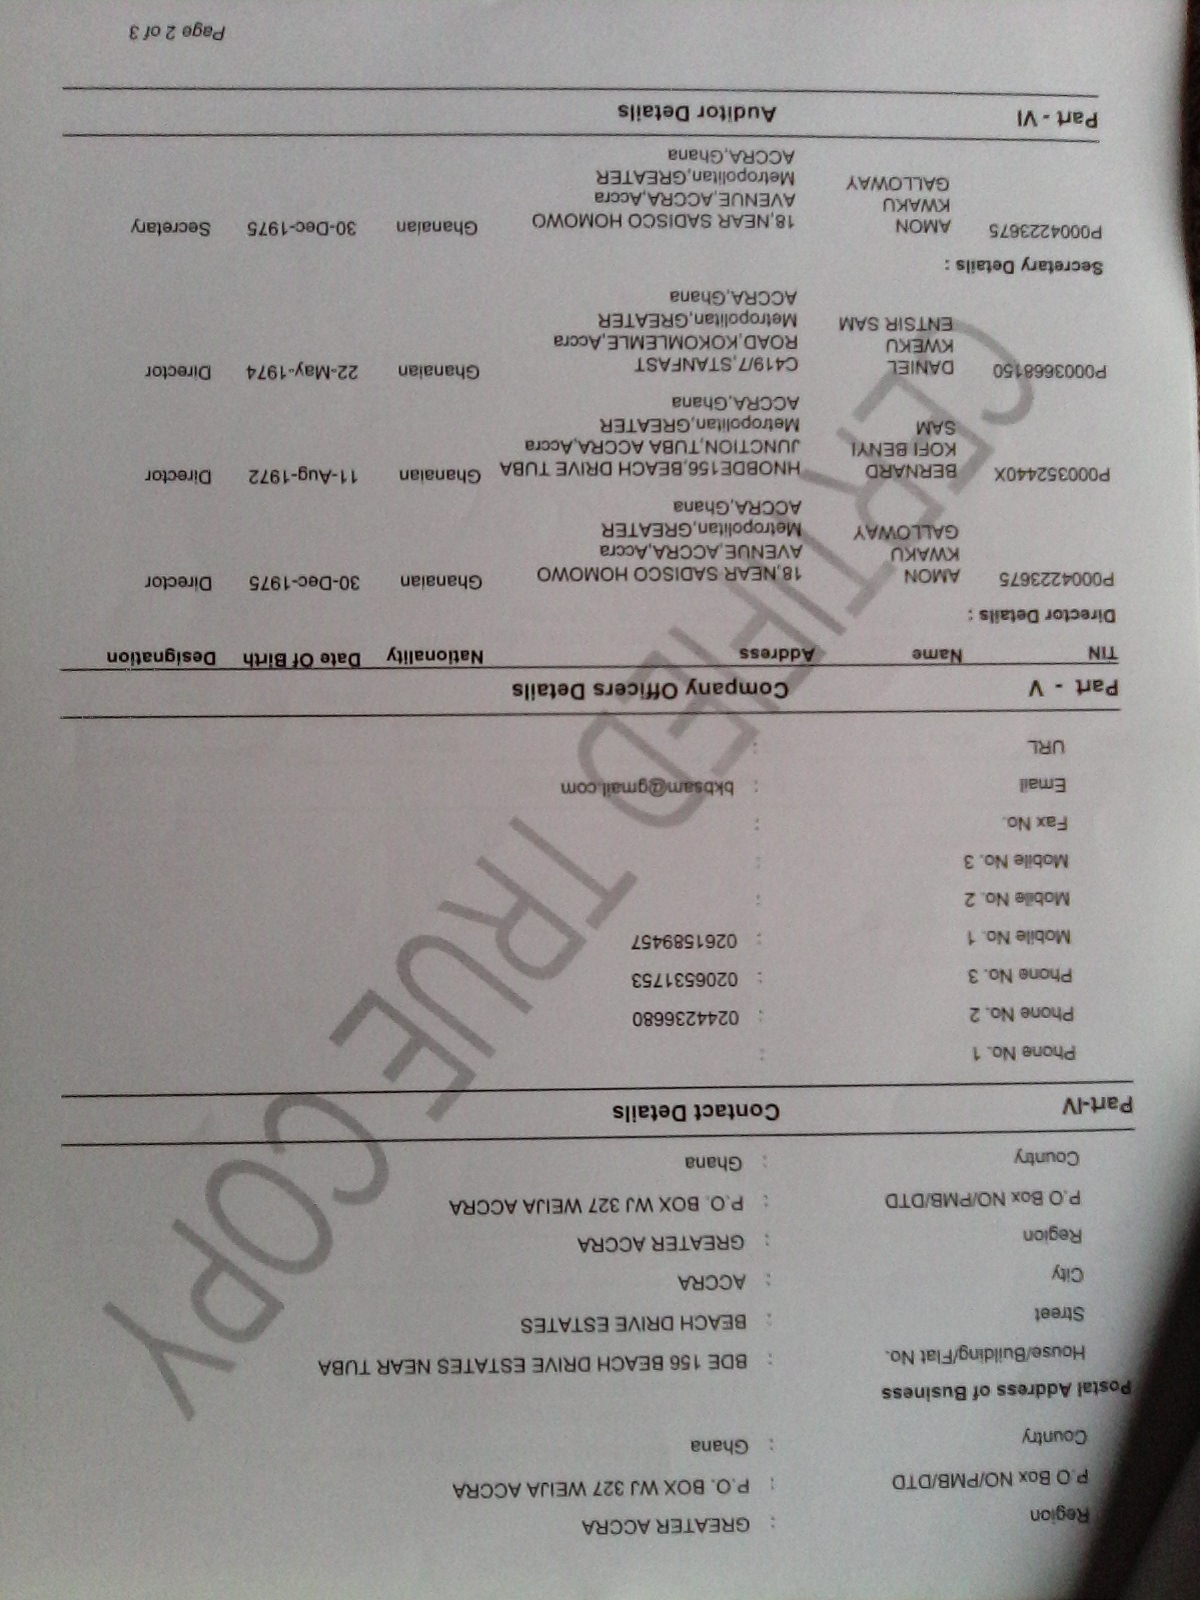 Region : GREATER ACCRA
P.O Box NO/PMB/DTD : P.O. BOX WJ 327 WEIJA ACCRA
Country : Ghana
Postal Address of Business
House/Building/Flat No. : BDE 156 BEACH DRIVE ESTATES NEAR TUBA
Street : BEACH DRIVE ESTATES
City : ACCRA
Region : GREATER ACCRA
P.O Box NO/PMB/DTD : P.O. BOX WJ 327 WEIJA ACCRA
Country : Ghana
Part-IV Contact Details
Phone No. 1 :
Phone No. 2 : 0244236680
Phone No. 3 : 0206531753
Mobile No. 1 : 0261589457
Mobile No. 2 :
Mobile No. 3 :
Fax No. :
Email : bkbsam@gmail.com
URL :
Part - V Company Officers Details
TIN Name Address Nationality Date Of Birth Designation
Director Details :
P0004223675 AMON 18,NEAR SADISCO HOMOWO Ghanaian 30-Dec-1975 Director
KWAKU AVENUE,ACCRA,Accra
GALLOWAY Metropolitan,GREATER
ACCRA,Ghana
P000352440X BERNARD HNOBDE156,BEACH DRIVE TUBA Ghanaian 11-Aug-1972 Director
KOFI BENYI JUNCTION,TUBA ACCRA,Accra
SAM Metropolitan,GREATER
ACCRA,Ghana
P0003668150 DANIEL C419/7,STANFAST Ghanaian 22-May-1974 Director
KWEKU ROAD,KOKOMLEMLE,Accra
ENTSIR SAM Metropolitan,GREATER
ACCRA,Ghana
Secretary Details :
P0004223675 AMON 18,NEAR SADISCO HOMOWO Ghanaian 30-Dec-1975 Secretary
KWAKU AVENUE,ACCRA,Accra
GALLOWAY Metropolitan,GREATER
ACCRA,Ghana
Part - VI Auditor Details
Page 2 of 3
CERTIFIED TRUE COPY